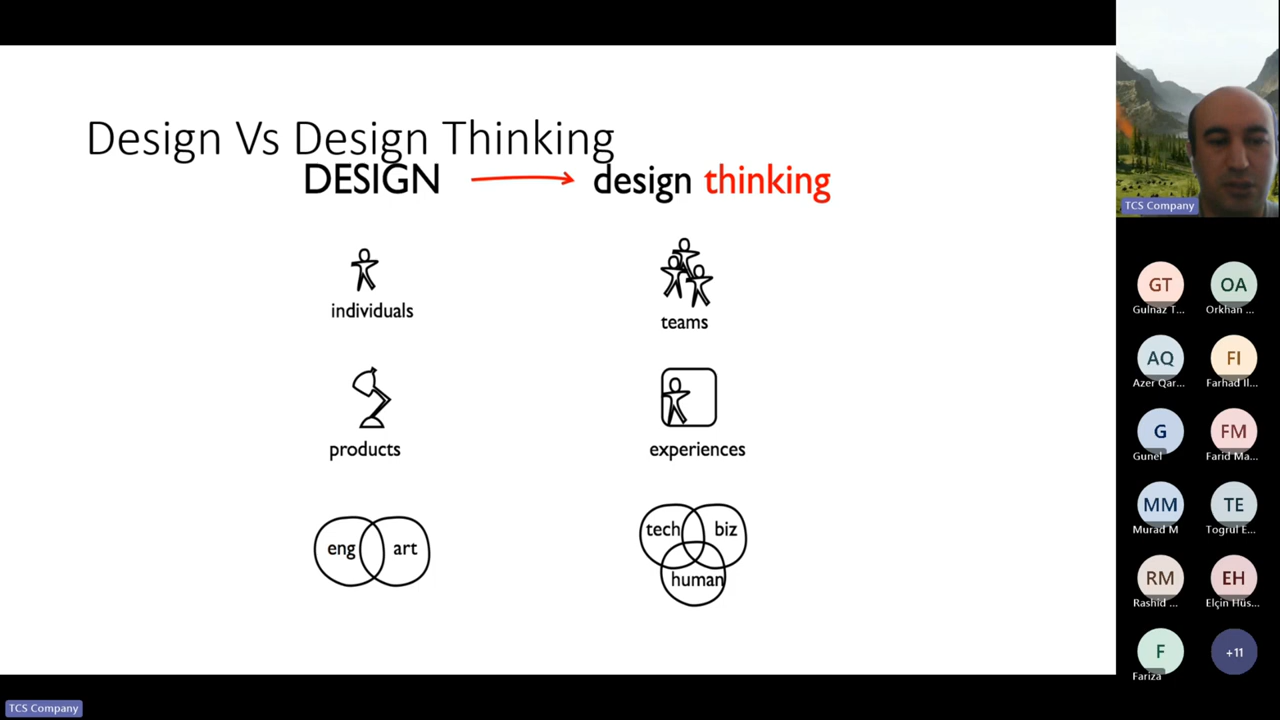 Design Vs Design Thinking
DESIGN design thinking
individuals
teams
products
experiences
eng art
tech biz
human
TCS Company
GT OA
Gulnaz T... Orkhan ...
AQ FI
Azer Qar... Farhad Il...
G FM
Gunel Farid Ma...
MM TE
Murad M Togrul E...
RM EH
Rashid ... Elçin Hüs...
F +11
Fariza
TCS Company